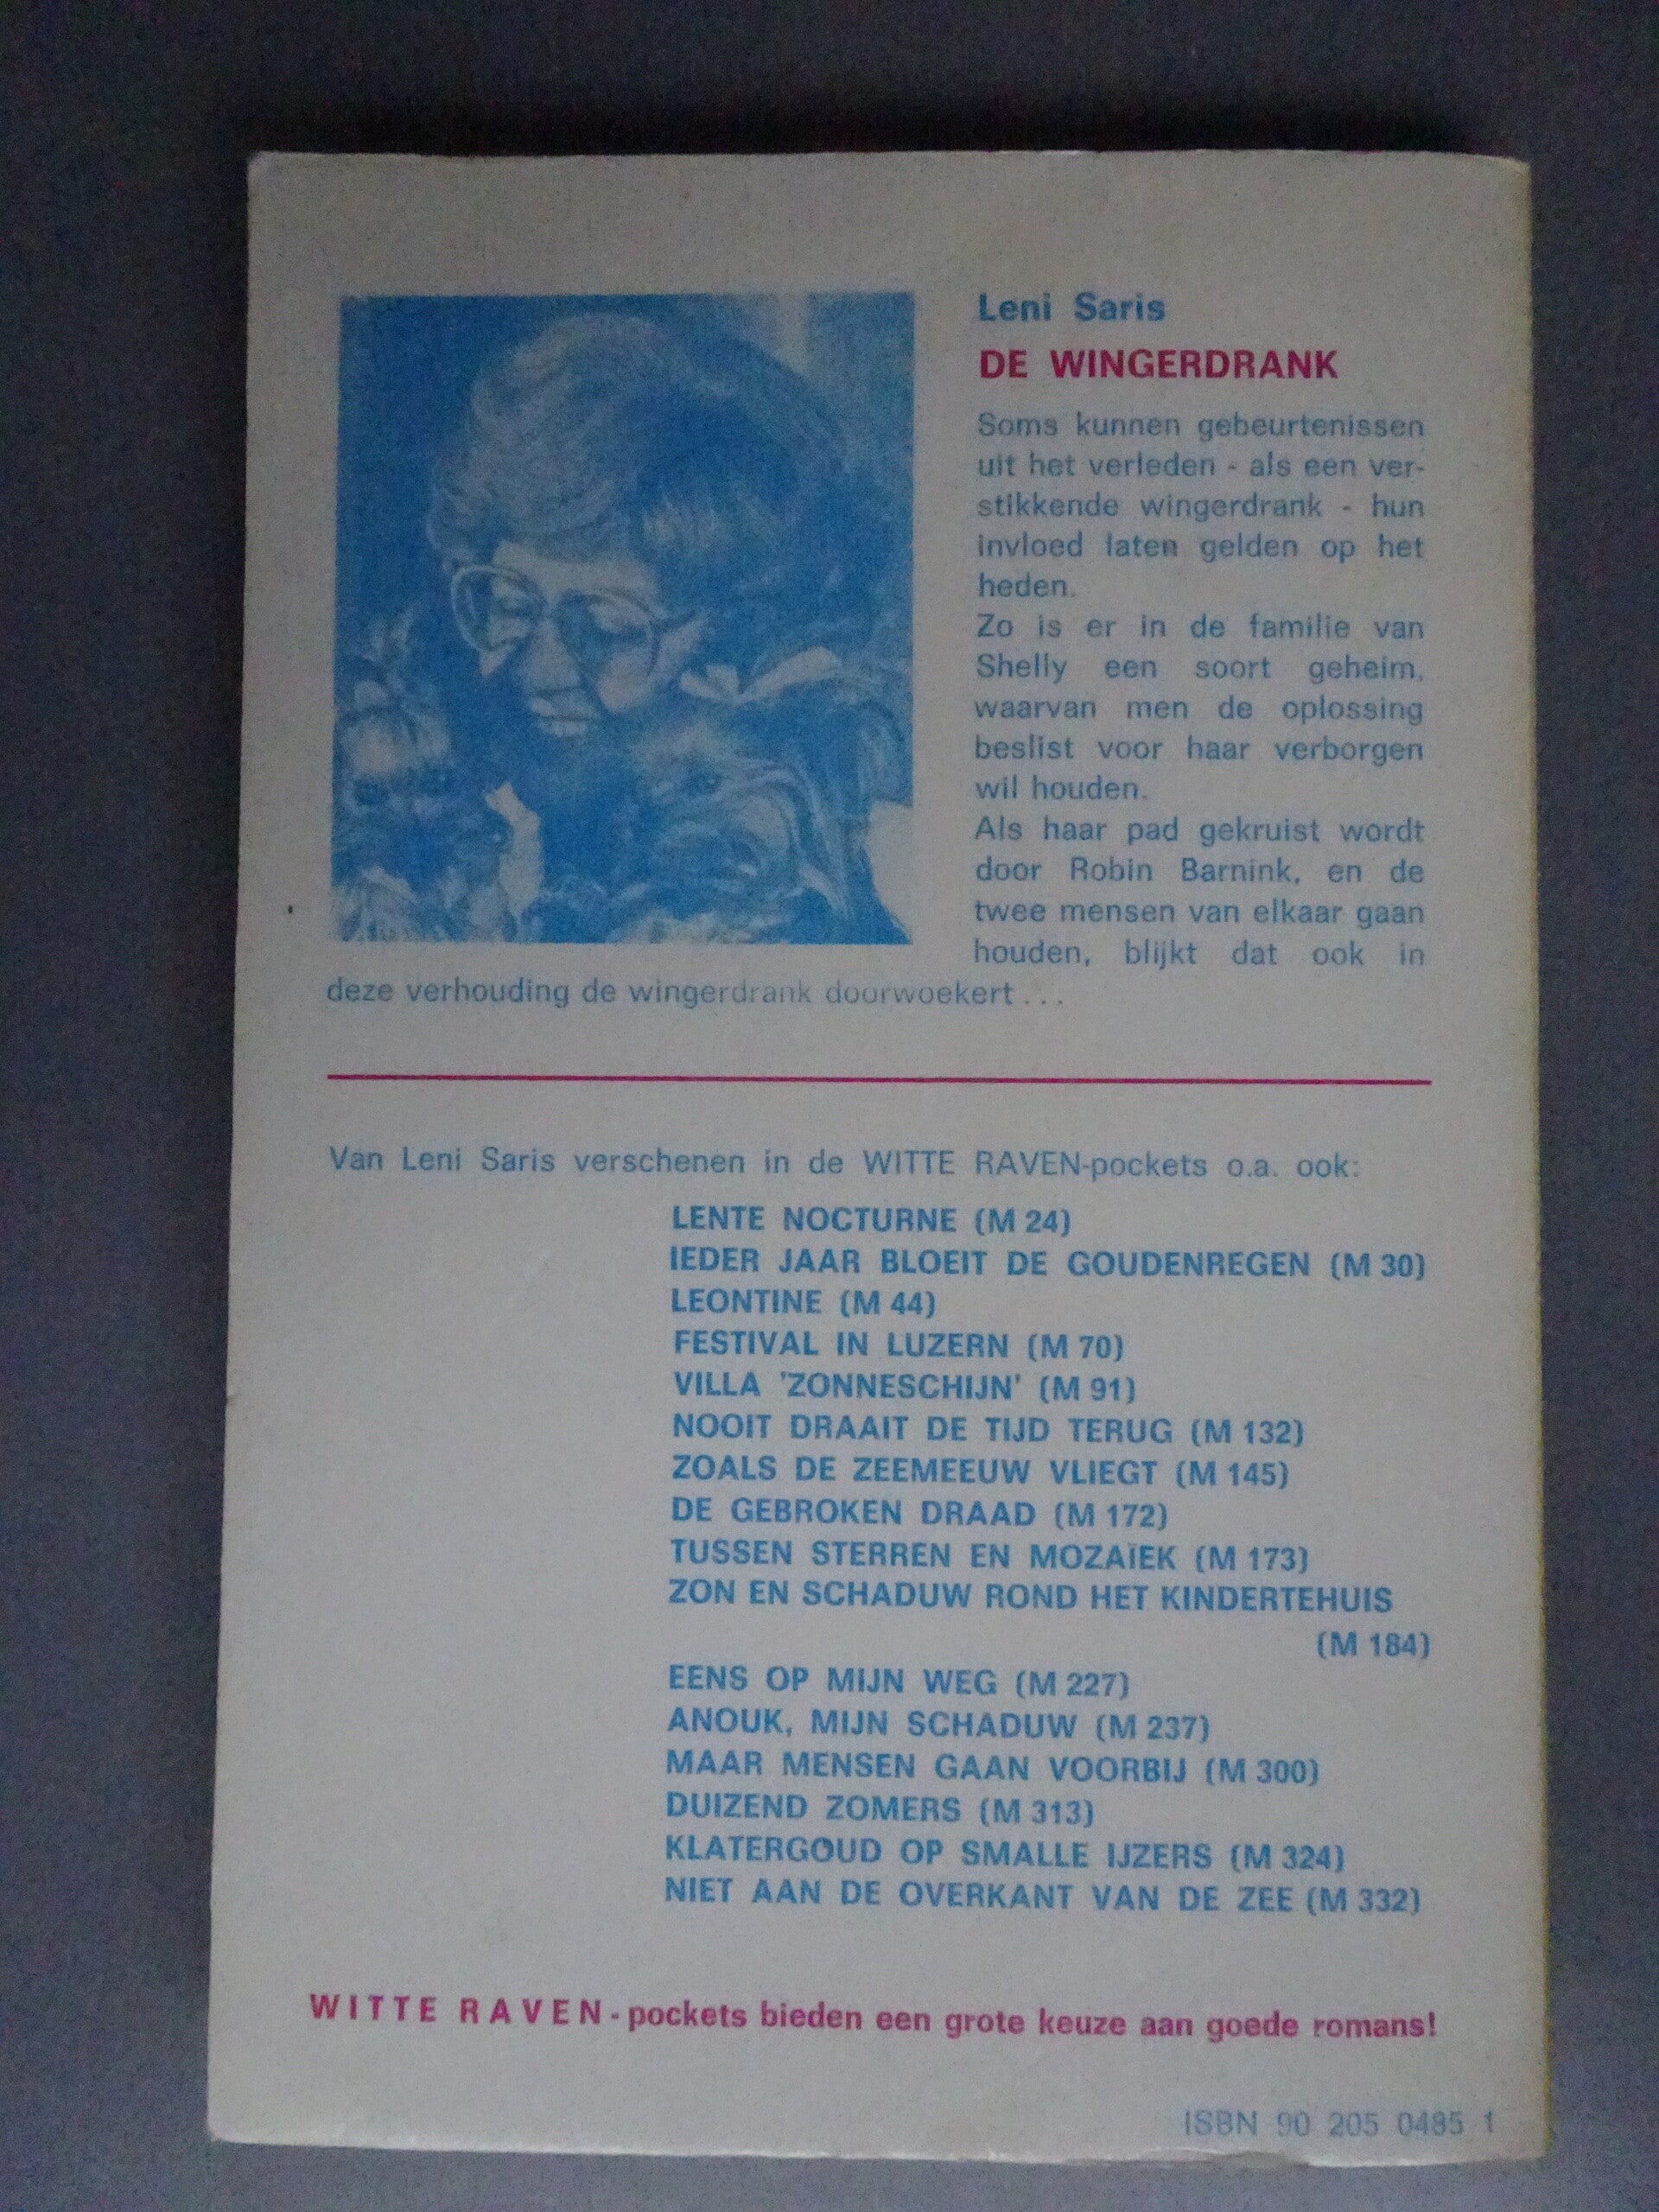 Leni Saris
DE WINGERDRANK
Soms kunnen gebeurtenissen
uit het verleden - als een ver-
stikkende wingerdrank - hun
invloed laten gelden op het
heden.
Zo is er in de familie van
Shelly een soort geheim,
waarvan men de oplossing
beslist voor haar verborgen
wil houden.
Als haar pad gekruist wordt
door Robin Barnink, en de
twee mensen van elkaar gaan
houden, blijkt dat ook in
deze verhouding de wingerdrank doorwoekert...
Van Leni Saris verschenen in de WITTE RAVEN-pockets o.a. ook:
LENTE NOCTURNE (M 24)
IEDER JAAR BLOEIT DE GOUDENREGEN (M 30)
LEONTINE (M 44)
FESTIVAL IN LUZERN (M 70)
VILLA 'ZONNESCHIJN' (M 91)
NOOIT DRAAIT DE TIJD TERUG (M 132)
ZOALS DE ZEEMEEUW VLIEGT (M 145)
DE GEBROKEN DRAAD (M 172)
TUSSEN STERREN EN MOZAÏEK (M 173)
ZON EN SCHADUW ROND HET KINDERTEHUIS
(M 184)
EENS OP MIJN WEG (M 227)
ANOUK, MIJN SCHADUW (M 237)
MAAR MENSEN GAAN VOORBIJ (M 300)
DUIZEND ZOMERS (M 313)
KLATERGOUD OP SMALLE IJZERS (M 324)
NIET AAN DE OVERKANT VAN DE ZEE (M 332)
WITTE RAVEN-pockets bieden een grote keuze aan goede romans!
ISBN 90 205 0485 1